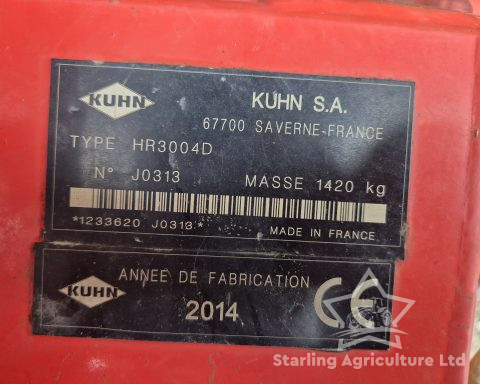 KUHN
KUHN S.A.
67700 SAVERNE-FRANCE
TYPE HR3004D
N° J0313 MASSE 1420 kg
*1233620 J0313*
MADE IN FRANCE
KUHN
ANNEE DE FABRICATION
2014
CE
Starling Agriculture Ltd